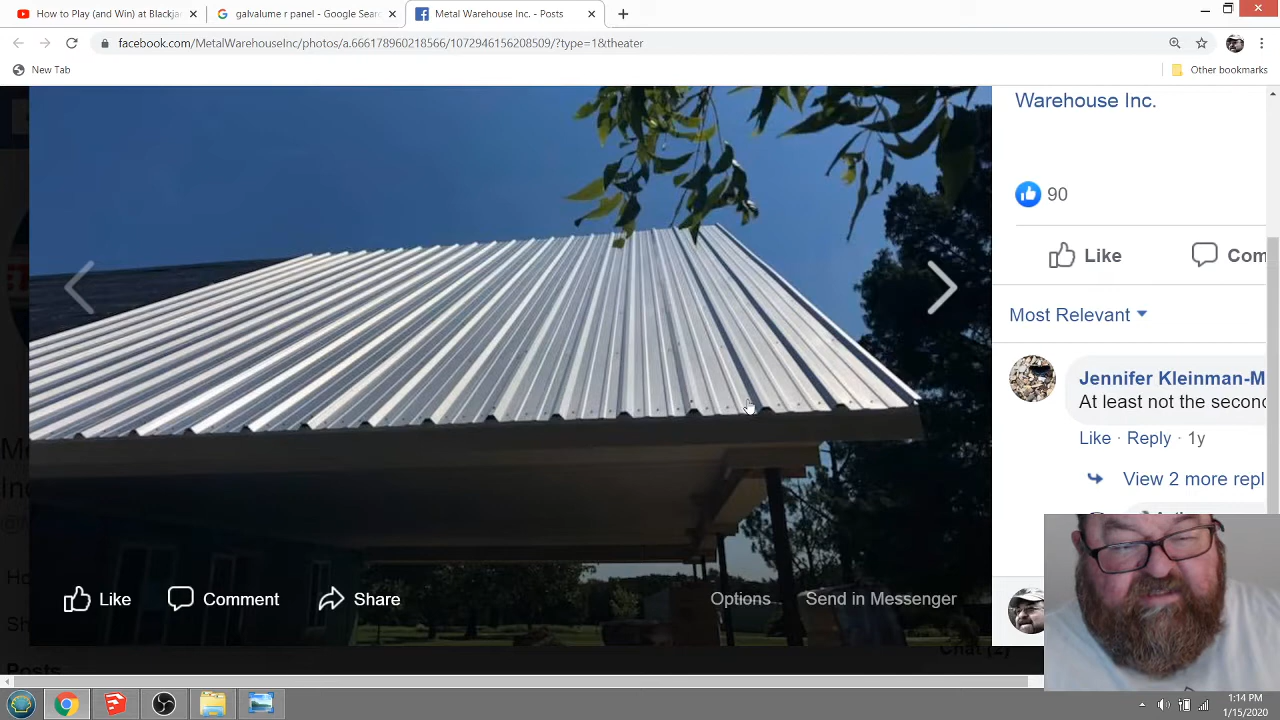 How to Play (and Win) at Blackja
galvalume r panel - Google Sear
Metal Warehouse Inc. - Posts
facebook.com/MetalWarehouseInc/photos/a.666178960218566/1072946156208509/?type=1&theater
New Tab
Other bookmarks
Warehouse Inc.
90
Like
Com
Most Relevant
Jennifer Kleinman-M
At least not the second
Like · Reply · 1y
View 2 more repl
Like
Comment
Share
Options
Send in Messenger
Posts
Chat (2)
1:14 PM
1/15/2020